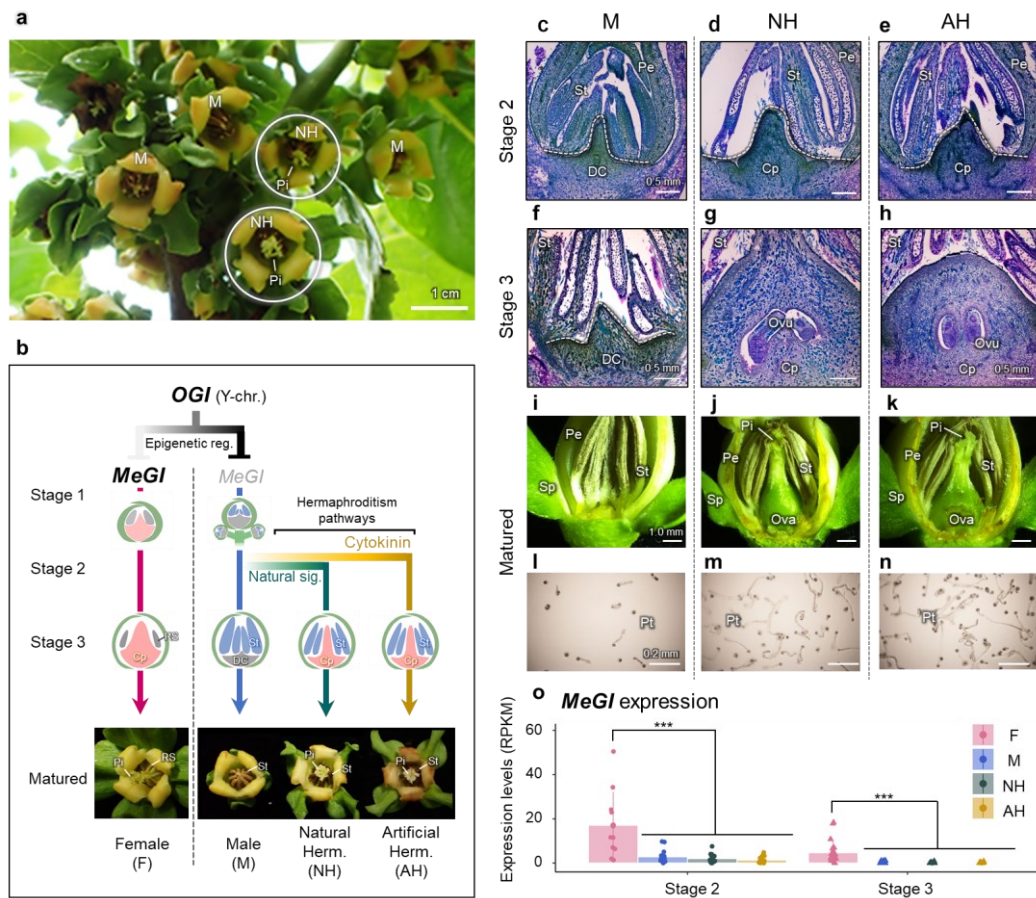 a
M
NH
M
M
Pi
NH
Pi
1 cm
b
OGI (Y-chr.)
Epigenetic reg.
MeGI MeGI
Stage 1
Hermaphroditism
pathways
Cytokinin
Stage 2
Natural sig.
Stage 3
RS
Cp
St
DC
St
Cp
St
Cp
Matured
Pi
RS
St
Pi
St
Pi
St
Female
(F)
Male
(M)
Natural
Herm.
(NH)
Artificial
Herm.
(AH)
M NH AH
Stage 2
c
Pe
St
DC
0.5 mm
d
Pe
St
Cp
e
Pe
St
Cp
Stage 3
f
St
DC
0.5 mm
g
Ovu
Cp
h
St
Ovu
Cp
0.5 mm
Matured
i
Pe
St
Sp
1.0 mm
j
Pi
Pe
St
Sp
Ova
k
Pi
Pe
St
Sp
Ova
l
Pt
0.2 mm
m
Pt
n
Pt
o MeGI expression
Expression levels (RPKM)
60
40
20
0
***
***
F
M
NH
AH
Stage 2 Stage 3